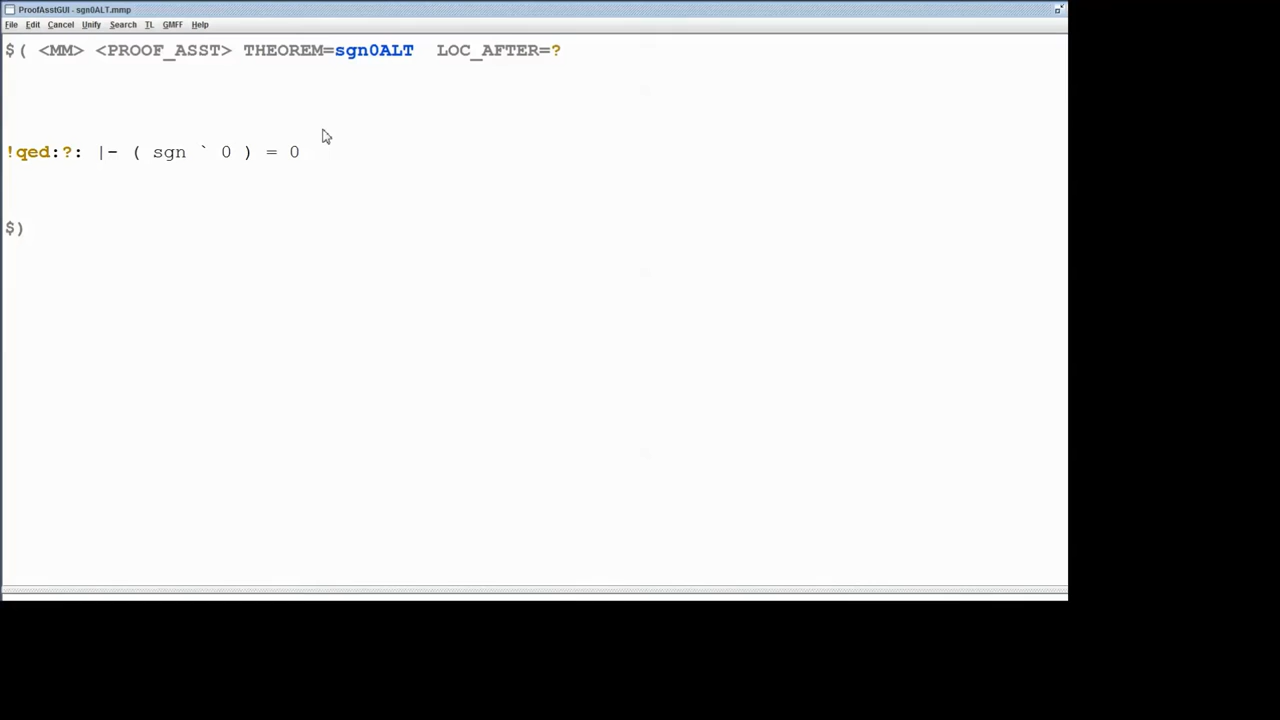 ProofAsstGUI - sgn0ALT.mmp
File Edit Cancel Unify Search TL GMFF Help
$( <MM> <PROOF_ASST> THEOREM=sgn0ALT LOC_AFTER=?
!qed:?: |- ( sgn ` 0 ) = 0
$)